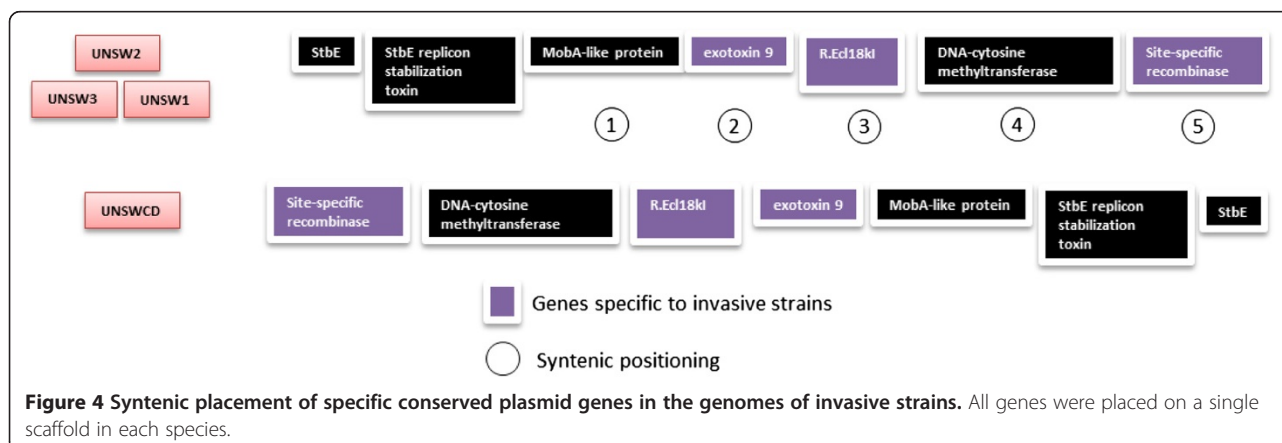 UNSW2
UNSW3
UNSW1
StbE
StbE replicon
stabilization
toxin
MobA-like protein
exotoxin 9
R.Ecl18kI
DNA-cytosine
methyltransferase
Site-specific
recombinase
1
2
3
4
5
UNSWCD
Site-specific
recombinase
DNA-cytosine
methyltransferase
R.Ecl18kI
exotoxin 9
MobA-like protein
StbE replicon
stabilization
toxin
StbE
Genes specific to invasive strains
Syntenic positioning
Figure 4 Syntenic placement of specific conserved plasmid genes in the genomes of invasive strains. All genes were placed on a single
scaffold in each species.